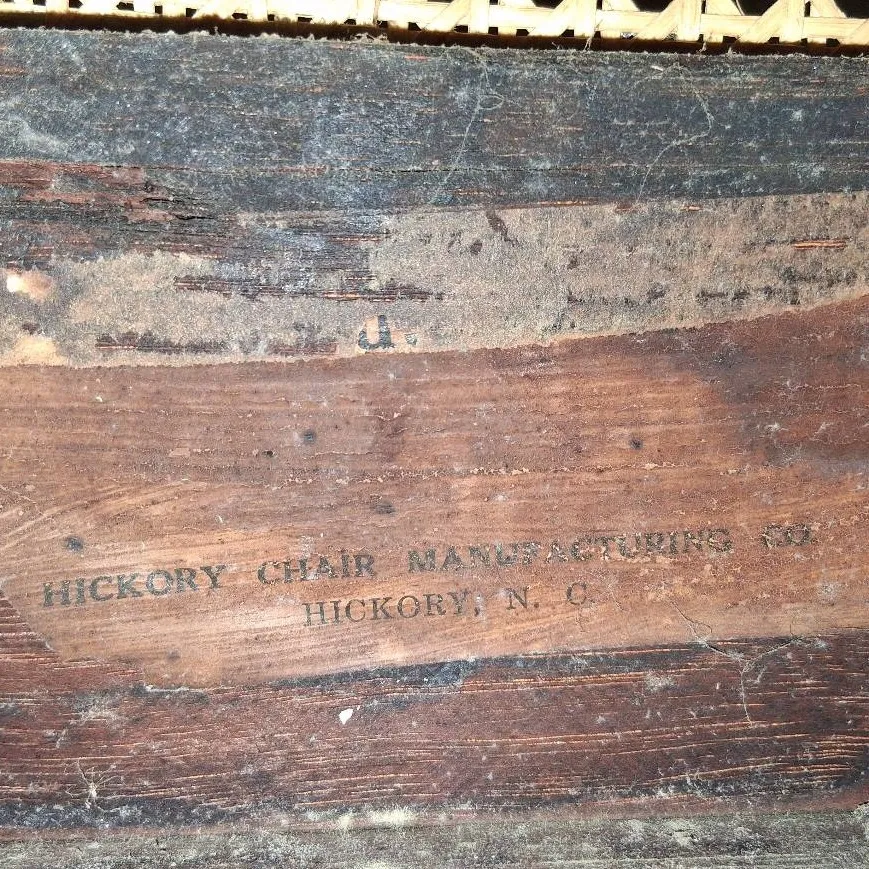 HICKORY CHAIR MANUFACTURING CO.
HICKORY, N. C.